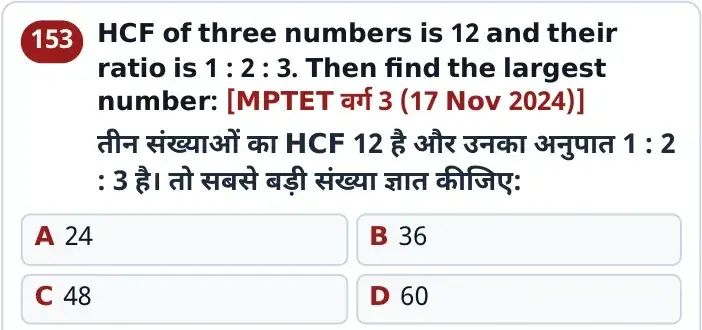 153 HCF of three numbers is 12 and their
ratio is 1 : 2 : 3. Then find the largest
number: [MPTET वर्ग 3 (17 Nov 2024)]
तीन संख्याओं का HCF 12 है और उनका अनुपात 1 : 2
: 3 है। तो सबसे बड़ी संख्या ज्ञात कीजिए:
A 24
B 36
C 48
D 60